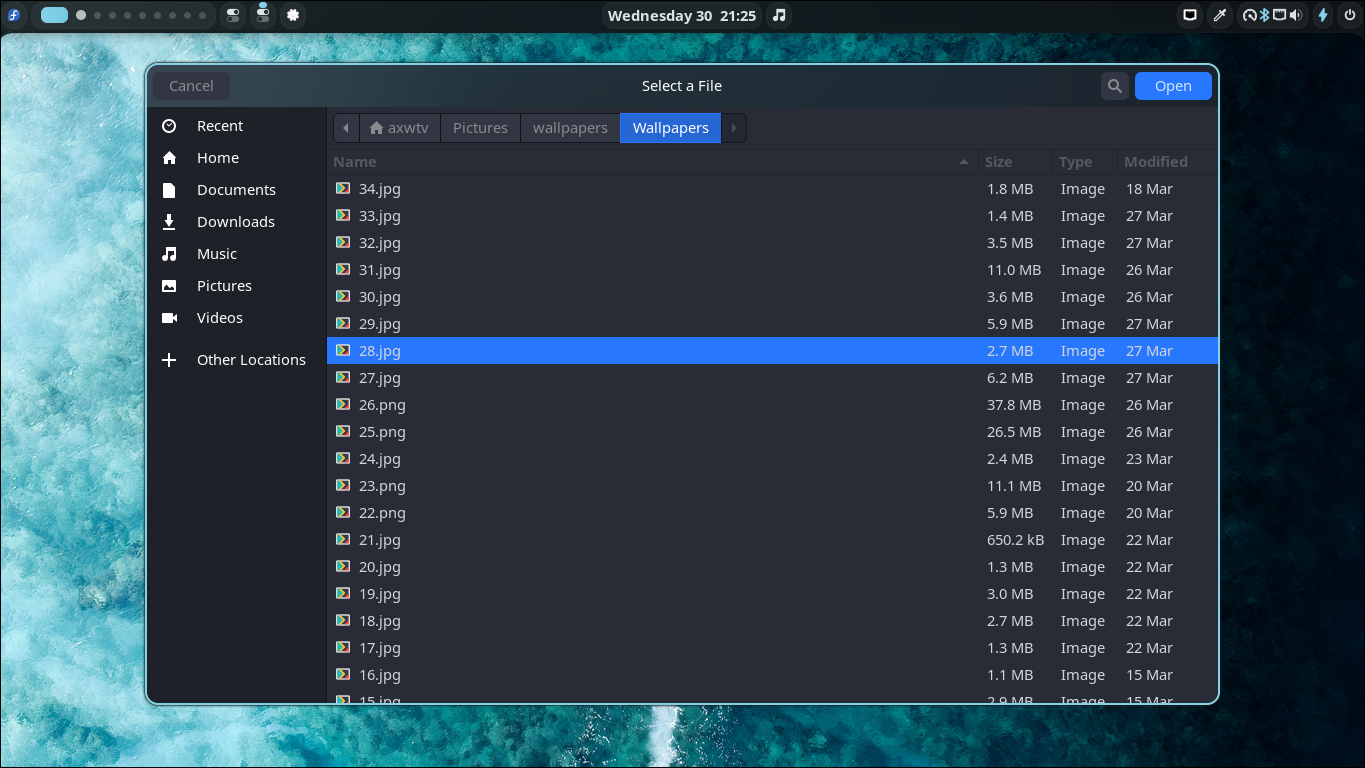 Wednesday 30 21:25
Cancel Select a File Open
Recent
Home
Documents
Downloads
Music
Pictures
Videos
Other Locations
axwtv Pictures wallpapers Wallpapers
Name Size Type Modified
34.jpg 1.8 MB Image 18 Mar
33.jpg 1.4 MB Image 27 Mar
32.jpg 3.5 MB Image 27 Mar
31.jpg 11.0 MB Image 26 Mar
30.jpg 3.6 MB Image 26 Mar
29.jpg 5.9 MB Image 27 Mar
28.jpg 2.7 MB Image 27 Mar
27.jpg 6.2 MB Image 27 Mar
26.png 37.8 MB Image 26 Mar
25.png 26.5 MB Image 26 Mar
24.jpg 2.4 MB Image 23 Mar
23.png 11.1 MB Image 20 Mar
22.png 5.9 MB Image 20 Mar
21.jpg 650.2 kB Image 22 Mar
20.jpg 1.3 MB Image 22 Mar
19.jpg 3.0 MB Image 22 Mar
18.jpg 2.7 MB Image 22 Mar
17.jpg 1.3 MB Image 22 Mar
16.jpg 1.1 MB Image 15 Mar
15.jpg 2.9 MB Image 15 Mar